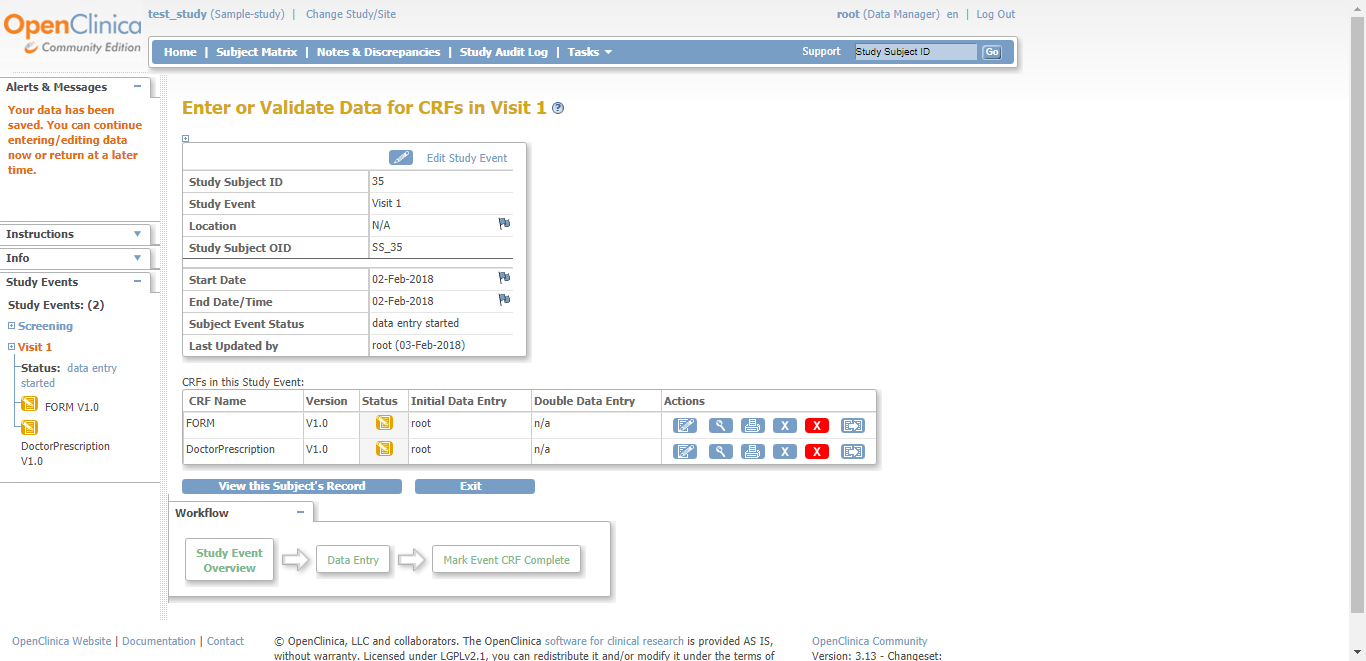 OpenClinica
Community Edition
test_study (Sample-study) | Change Study/Site
root (Data Manager) en | Log Out
Home | Subject Matrix | Notes & Discrepancies | Study Audit Log | Tasks
Support Study Subject ID Go
Alerts & Messages
Your data has been
saved. You can continue
entering/editing data
now or return at a later
time.
Instructions
Info
Study Events
Study Events: (2)
Screening
Visit 1
Status: data entry
started
FORM V1.0
DoctorPrescription
V1.0
Enter or Validate Data for CRFs in Visit 1 ?
Edit Study Event
Study Subject ID 35
Study Event Visit 1
Location N/A
Study Subject OID SS_35
Start Date 02-Feb-2018
End Date/Time 02-Feb-2018
Subject Event Status data entry started
Last Updated by root (03-Feb-2018)
CRFs in this Study Event:
CRF Name Version Status Initial Data Entry Double Data Entry Actions
FORM V1.0 root n/a X X
DoctorPrescription V1.0 root n/a X X
View this Subject's Record Exit
Workflow
Study Event
Overview
Data Entry
Mark Event CRF Complete
OpenClinica Website | Documentation | Contact
© OpenClinica, LLC and collaborators. The OpenClinica software for clinical research is provided AS IS,
without warranty. Licensed under LGPLv2.1, you can redistribute it and/or modify it under the terms of
OpenClinica Community
Version: 3.13 - Changeset: